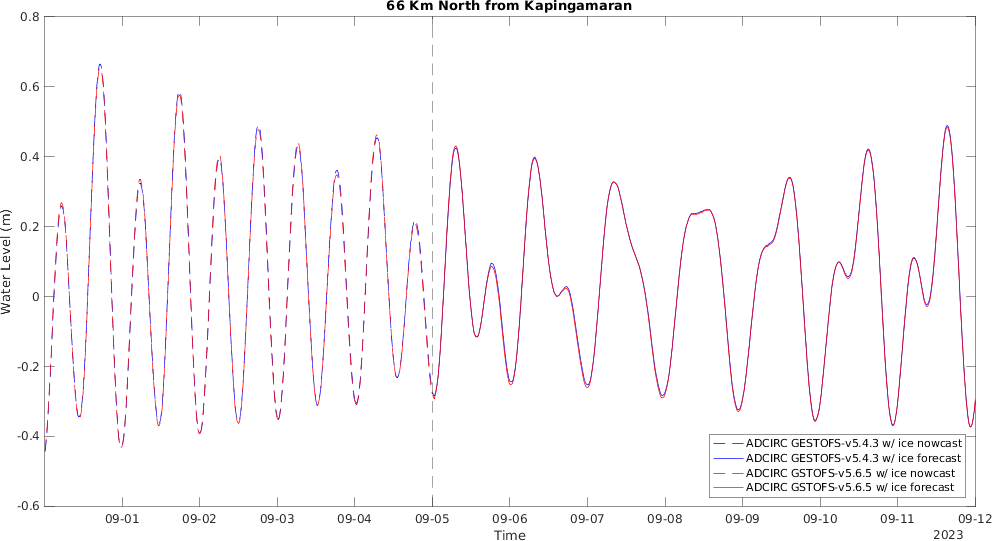 66 Km North from Kapingamaran
0.8
0.6
0.4
0.2
0
-0.2
-0.4
-0.6
Water Level (m)
ADCIRC GESTOFS-v5.4.3 w/ ice nowcast
ADCIRC GESTOFS-v5.4.3 w/ ice forecast
ADCIRC GSTOFS-v5.6.5 w/ ice nowcast
ADCIRC GSTOFS-v5.6.5 w/ ice forecast
09-01 09-02 09-03 09-04 09-05 09-06 09-07 09-08 09-09 09-10 09-11 09-12
Time
2023